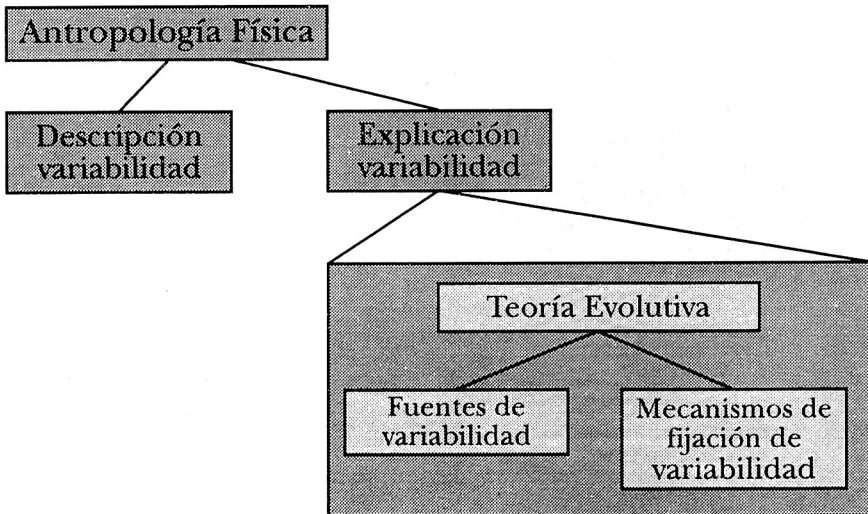 Antropología Física
Descripción
variabilidad
Explicación
variabilidad
Teoría Evolutiva
Fuentes de
variabilidad
Mecanismos de
fijación de
variabilidad